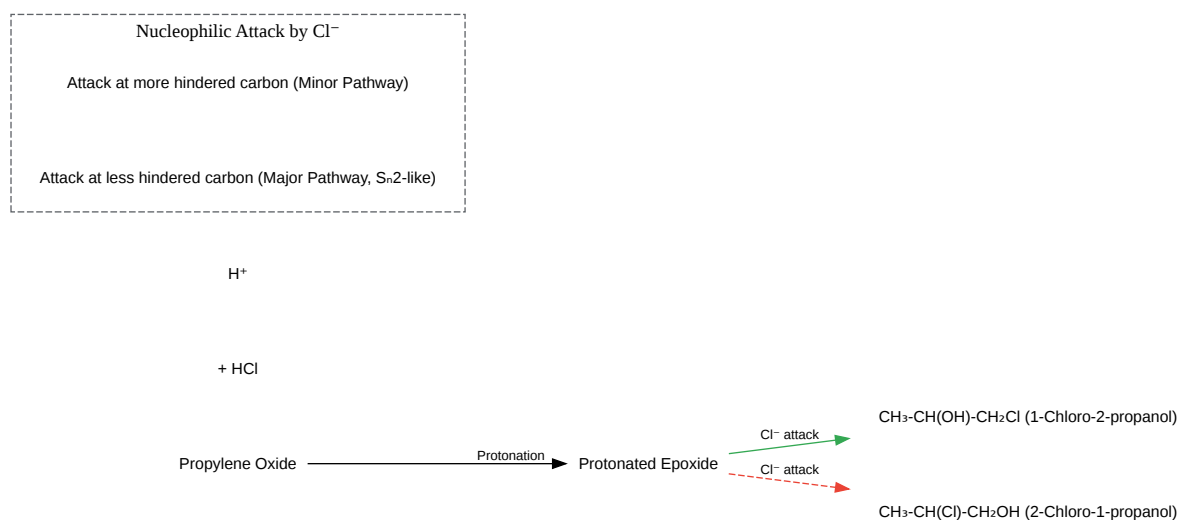 Nucleophilic Attack by Cl⁻
Attack at more hindered carbon (Minor Pathway)
Attack at less hindered carbon (Major Pathway, Sₙ2-like)
H⁺
+ HCl
CH₃-CH(OH)-CH₂Cl (1-Chloro-2-propanol)
Cl⁻ attack
Propylene Oxide
Protonation
Protonated Epoxide
Cl⁻ attack
CH₃-CH(Cl)-CH₂OH (2-Chloro-1-propanol)